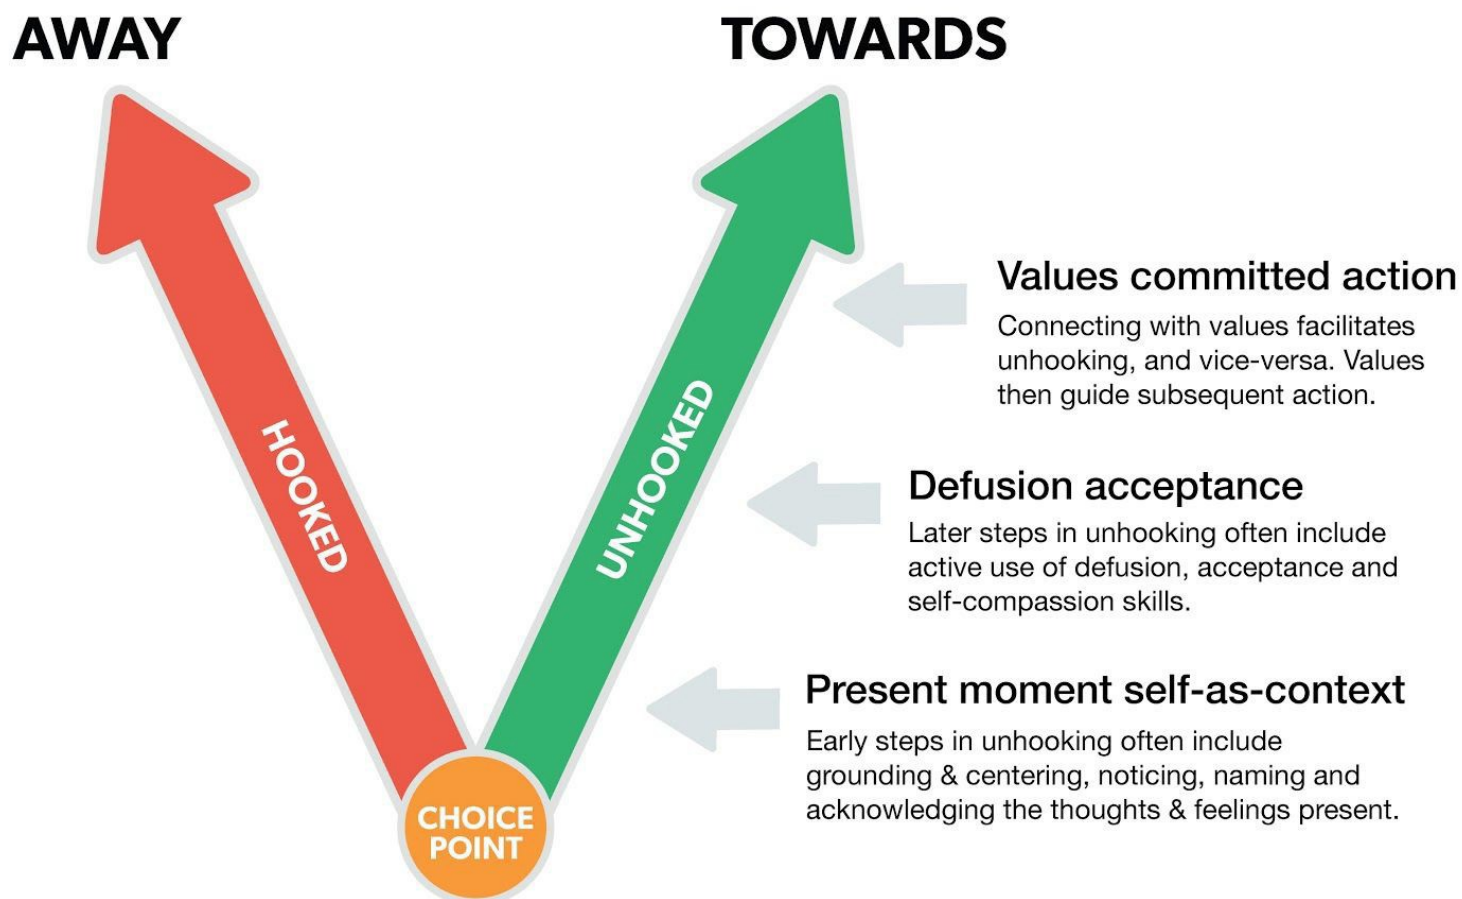 AWAY
TOWARDS
HOOKED
UNHOOKED
Values committed action
Connecting with values facilitates
unhooking, and vice-versa. Values
then guide subsequent action.
Defusion acceptance
Later steps in unhooking often include
active use of defusion, acceptance and
self-compassion skills.
Present moment self-as-context
Early steps in unhooking often include
grounding & centering, noticing, naming and
acknowledging the thoughts & feelings present.
CHOICE
POINT